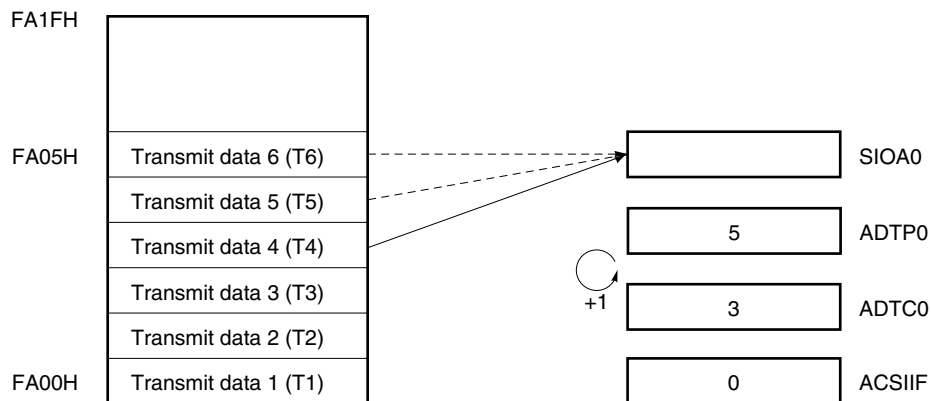 FA1FH
FA05H
Transmit data 6 (T6)
SIOA0
Transmit data 5 (T5)
5
ADTP0
Transmit data 4 (T4)
+1
Transmit data 3 (T3)
3
ADTC0
Transmit data 2 (T2)
FA00H
Transmit data 1 (T1)
0
ACSIIF